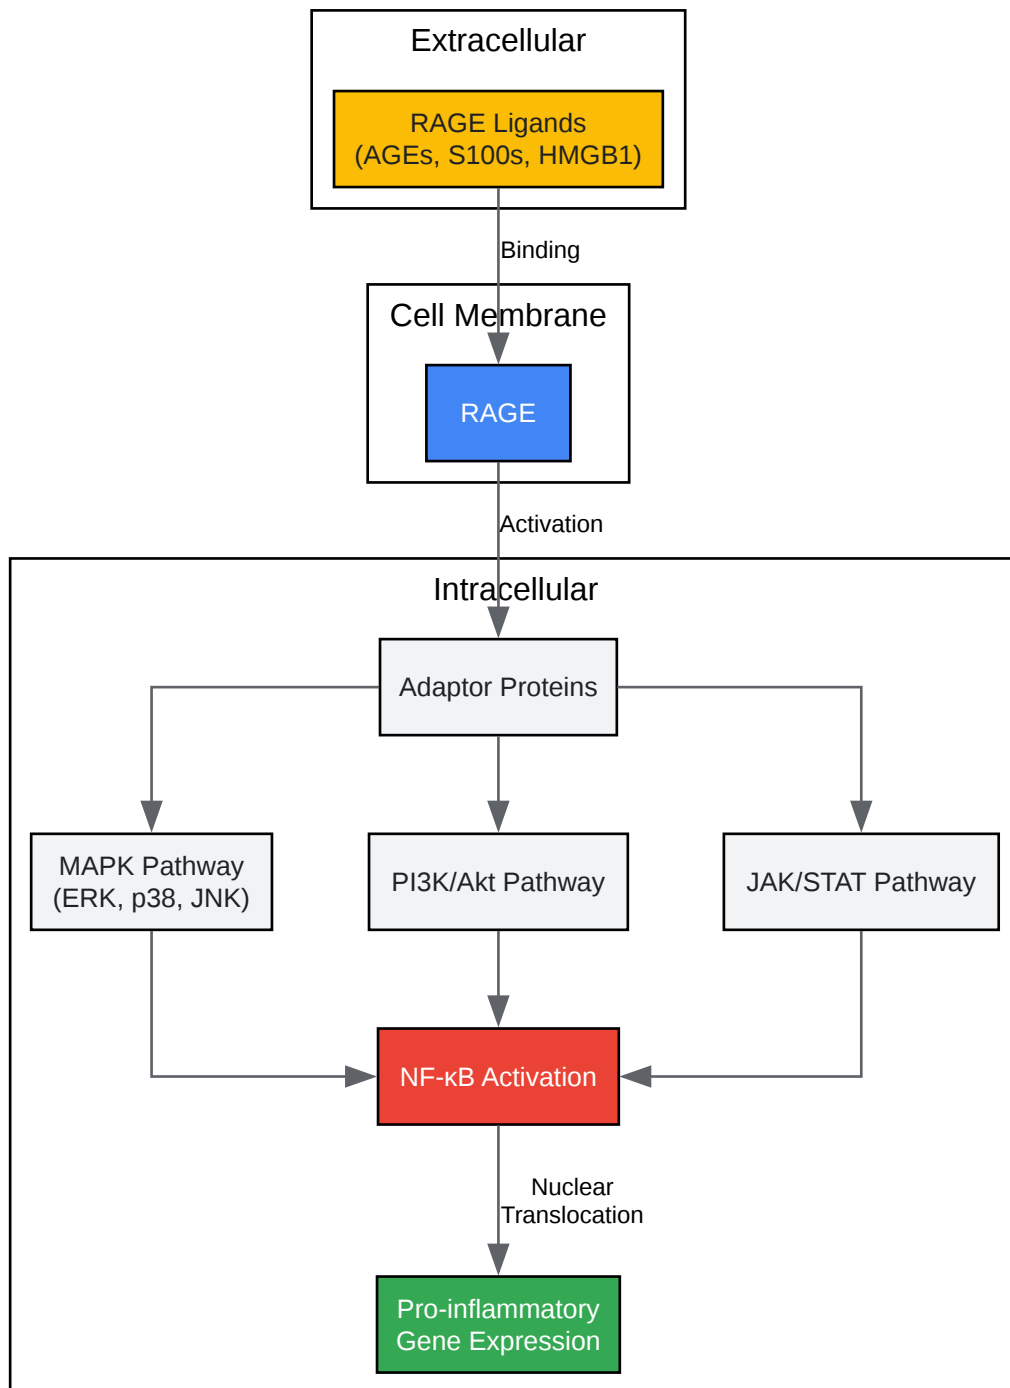 Extracellular
RAGE Ligands
(AGEs, S100s, HMGB1)
Binding
Cell Membrane
RAGE
Activation
Intracellular
Adaptor Proteins
MAPK Pathway
(ERK, p38, JNK)
PI3K/Akt Pathway
JAK/STAT Pathway
NF-κB Activation
Nuclear
Translocation
Pro-inflammatory
Gene Expression